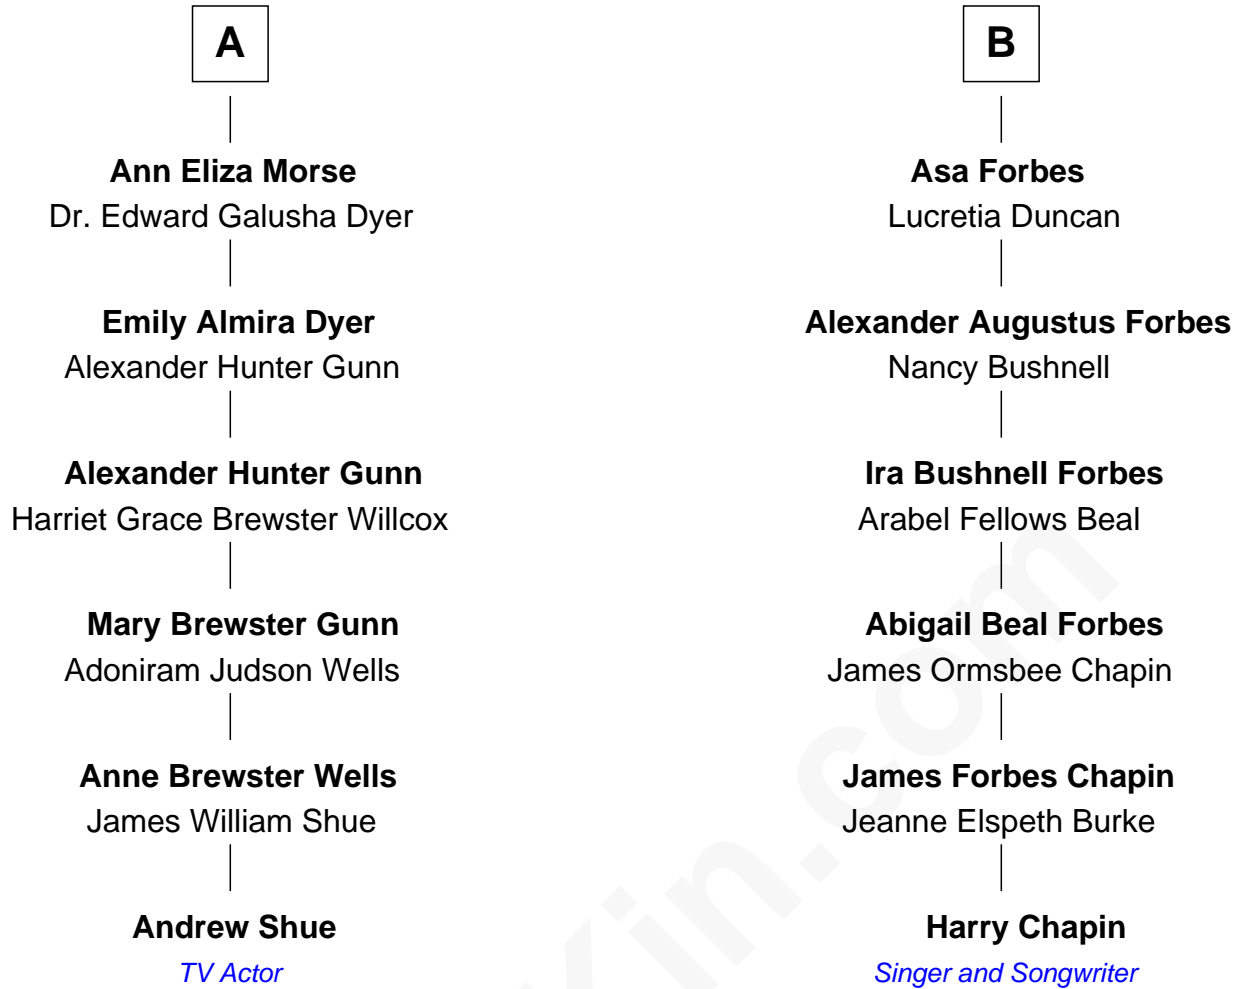 A
Ann Eliza Morse
Dr. Edward Galusha Dyer
Emily Almira Dyer
Alexander Hunter Gunn
Alexander Hunter Gunn
Harriet Grace Brewster Willcox
Mary Brewster Gunn
Adoniram Judson Wells
Anne Brewster Wells
James William Shue
Andrew Shue
TV Actor
B
Asa Forbes
Lucretia Duncan
Alexander Augustus Forbes
Nancy Bushnell
Ira Bushnell Forbes
Arabel Fellows Beal
Abigail Beal Forbes
James Ormsbee Chapin
James Forbes Chapin
Jeanne Elspeth Burke
Harry Chapin
Singer and Songwriter
Kin.com